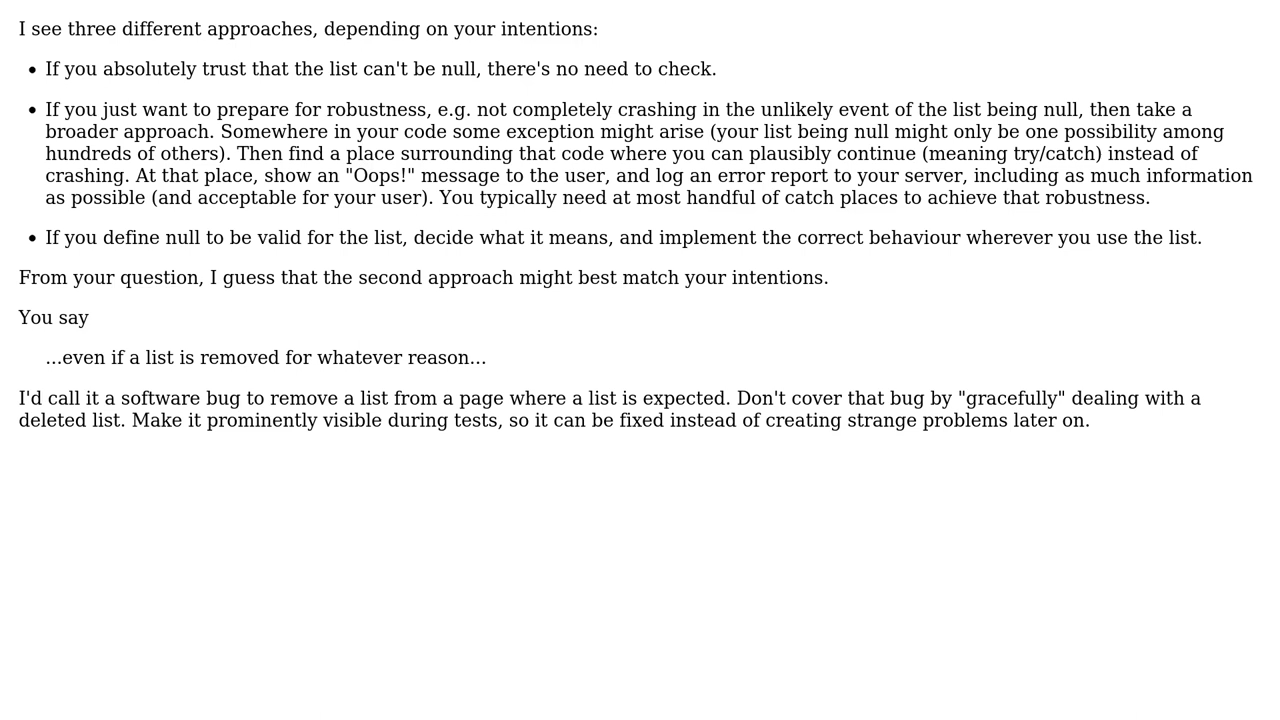 I see three different approaches, depending on your intentions:
• If you absolutely trust that the list can't be null, there's no need to check.
• If you just want to prepare for robustness, e.g. not completely crashing in the unlikely event of the list being null, then take a
broader approach. Somewhere in your code some exception might arise (your list being null might only be one possibility among
hundreds of others). Then find a place surrounding that code where you can plausibly continue (meaning try/catch) instead of
crashing. At that place, show an "Oops!" message to the user, and log an error report to your server, including as much information
as possible (and acceptable for your user). You typically need at most handful of catch places to achieve that robustness.
• If you define null to be valid for the list, decide what it means, and implement the correct behaviour wherever you use the list.
From your question, I guess that the second approach might best match your intentions.
You say
...even if a list is removed for whatever reason...
I'd call it a software bug to remove a list from a page where a list is expected. Don't cover that bug by "gracefully" dealing with a
deleted list. Make it prominently visible during tests, so it can be fixed instead of creating strange problems later on.